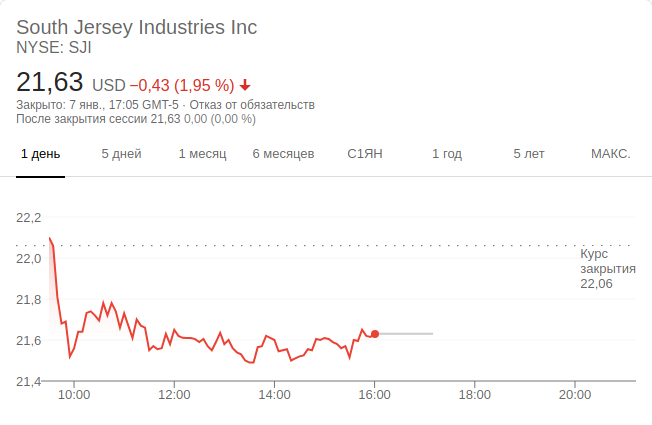 South Jersey Industries Inc
NYSE: SJI
21,63 USD −0,43 (1,95 %)
Закрыто: 7 янв., 17:05 GMT-5 · Отказ от обязательств
После закрытия сессии 21,63 0,00 (0,00 %)
1 день 5 дней 1 месяц 6 месяцев С1ЯН 1 год 5 лет МАКС.
22,2
Курс
закрытия
22,06
22,0
21,8
21,6
21,4
10:00 12:00 14:00 16:00 18:00 20:00